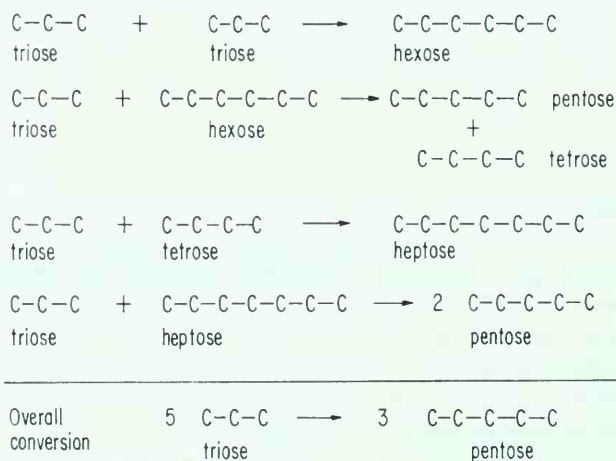 C-C-C + C-C-C → C-C-C-C-C-C
triose triose hexose
C-C-C + C-C-C-C-C-C → C-C-C-C-C pentose
triose hexose +
C-C-C-C tetrose
C-C-C + C-C-C-C → C-C-C-C-C-C-C
triose tetrose heptose
C-C-C + C-C-C-C-C-C-C → 2 C-C-C-C-C
triose heptose pentose
Overall 5 C-C-C → 3 C-C-C-C-C
conversion triose pentose